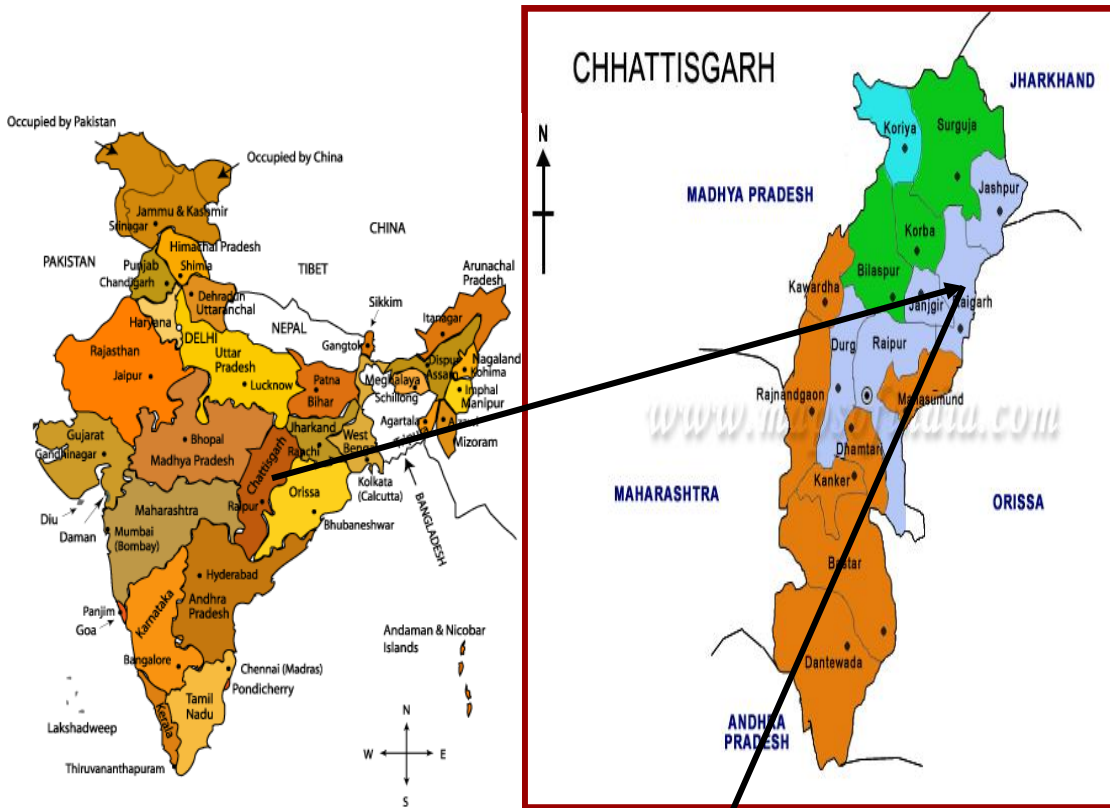 Occupied by Pakistan
Occupied by China
Jammu & Kashmir
Srinagar
CHINA
Himachal Pradesh
PAKISTAN
Punjab
Shimla
Chandigarh
TIBET
Arunachal
Pradesh
Dehradun
Uttaranchal
Sikkim
Haryana
DELHI
NEPAL
Itanagar
Gangtok
Rajasthan
Uttar
Pradesh
Dispur
Assam
Nagaland
Kohima
Jaipur
Lucknow
Patna
Bihar
Meghalaya
Schillong
Imphal
Manipur
Agartala
Mizoram
Gujarat
Gandhinagar
Bhopal
Madhya Pradesh
Chattisgarh
Jharkand
Ranchi
West
Bengal
Kolkata
(Calcutta)
BANGLADESH
Orissa
Raipur
Bhubaneshwar
Diu
Daman
Maharashtra
Mumbai
(Bombay)
Hyderabad
Andhra
Pradesh
Panjim
Goa
Karnataka
Andaman & Nicobar
Islands
Bangalore
Chennai (Madras)
Pondicherry
Tamil
Nadu
Kerala
Lakshadweep
Thiruvananthapuram
N
W
E
S
CHHATTISGARH
JHARKHAND
N
Koriya
Surguja
MADHYA PRADESH
Jashpur
Korba
Bilaspur
Kawardha
Janjgir
Raigarh
Durg
Raipur
Rajnandgaon
Mahasumund
Dhamtari
Kanker
MAHARASHTRA
ORISSA
Bastar
Dantewada
ANDHRA
PRADESH